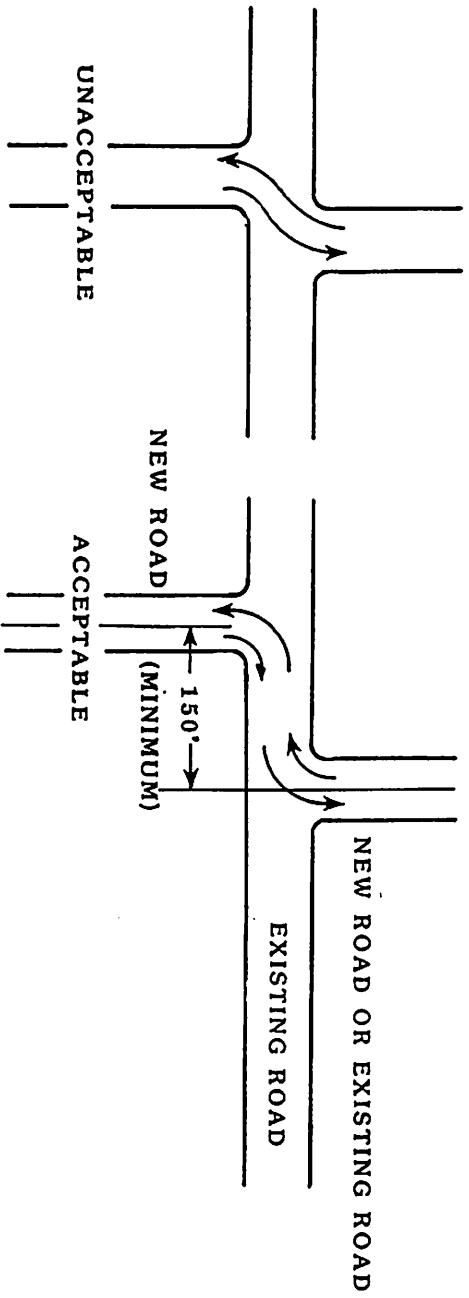 UNACCEPTABLE
NEW ROAD
ACCEPTABLE
150'
(MINIMUM)
EXISTING ROAD
NEW ROAD OR EXISTING ROAD